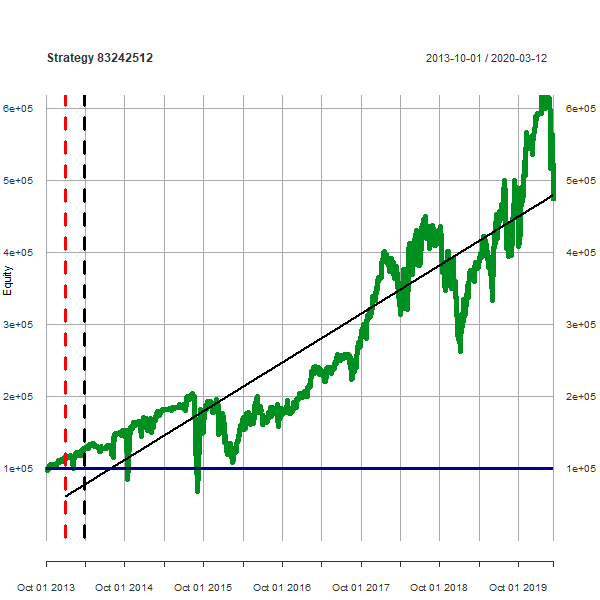 Strategy 83242512
2013-10-01 / 2020-03-12
6e+05
6e+05
5e+05
5e+05
4e+05
4e+05
Equity
3e+05
3e+05
2e+05
2e+05
1e+05
1e+05
Oct 01 2013
Oct 01 2014
Oct 01 2015
Oct 01 2016
Oct 01 2017
Oct 01 2018
Oct 01 2019